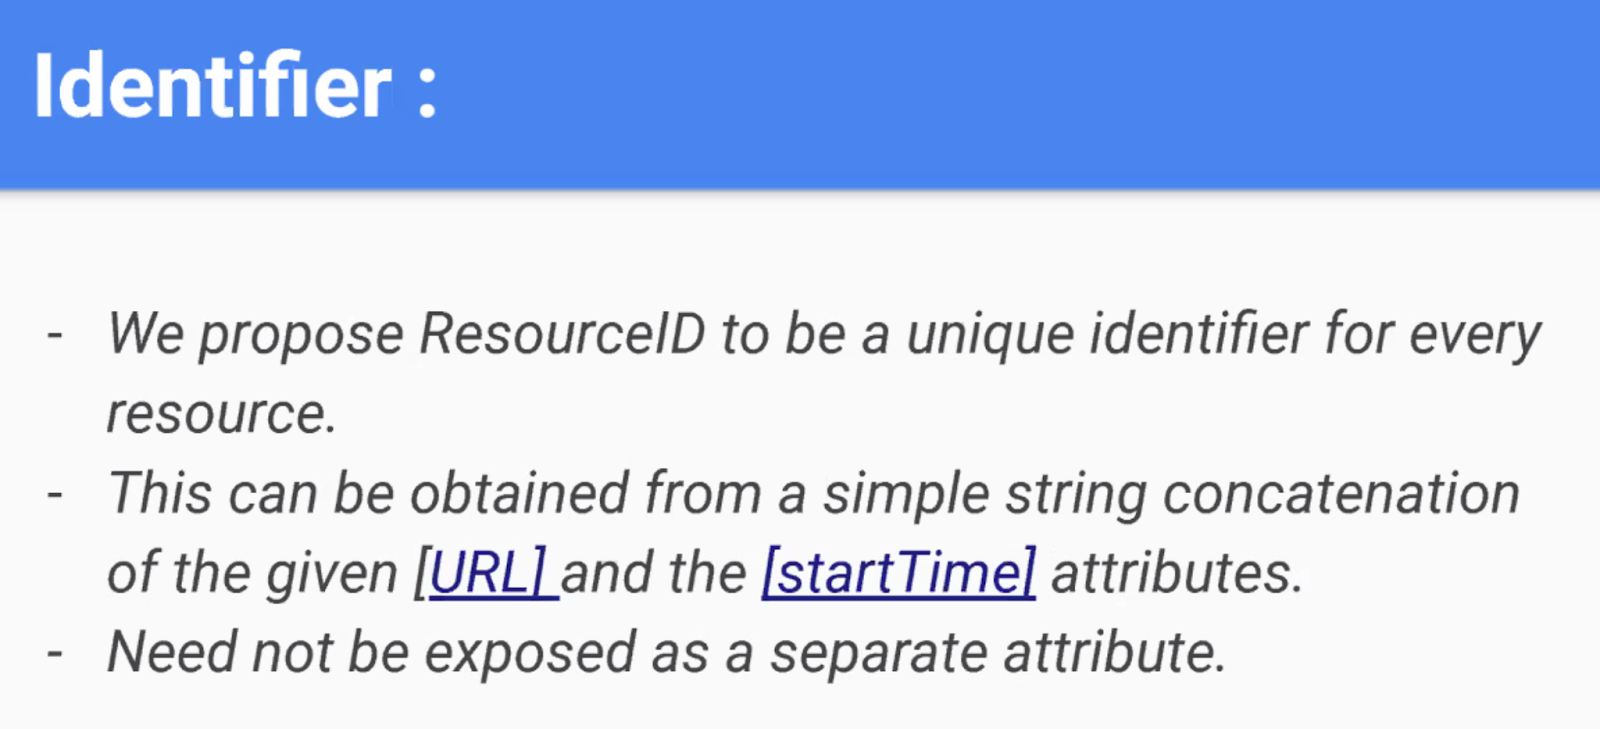 Identifier :
- We propose ResourceID to be a unique identifier for every
resource.
- This can be obtained from a simple string concatenation
of the given [URL] and the [startTime] attributes.
- Need not be exposed as a separate attribute.